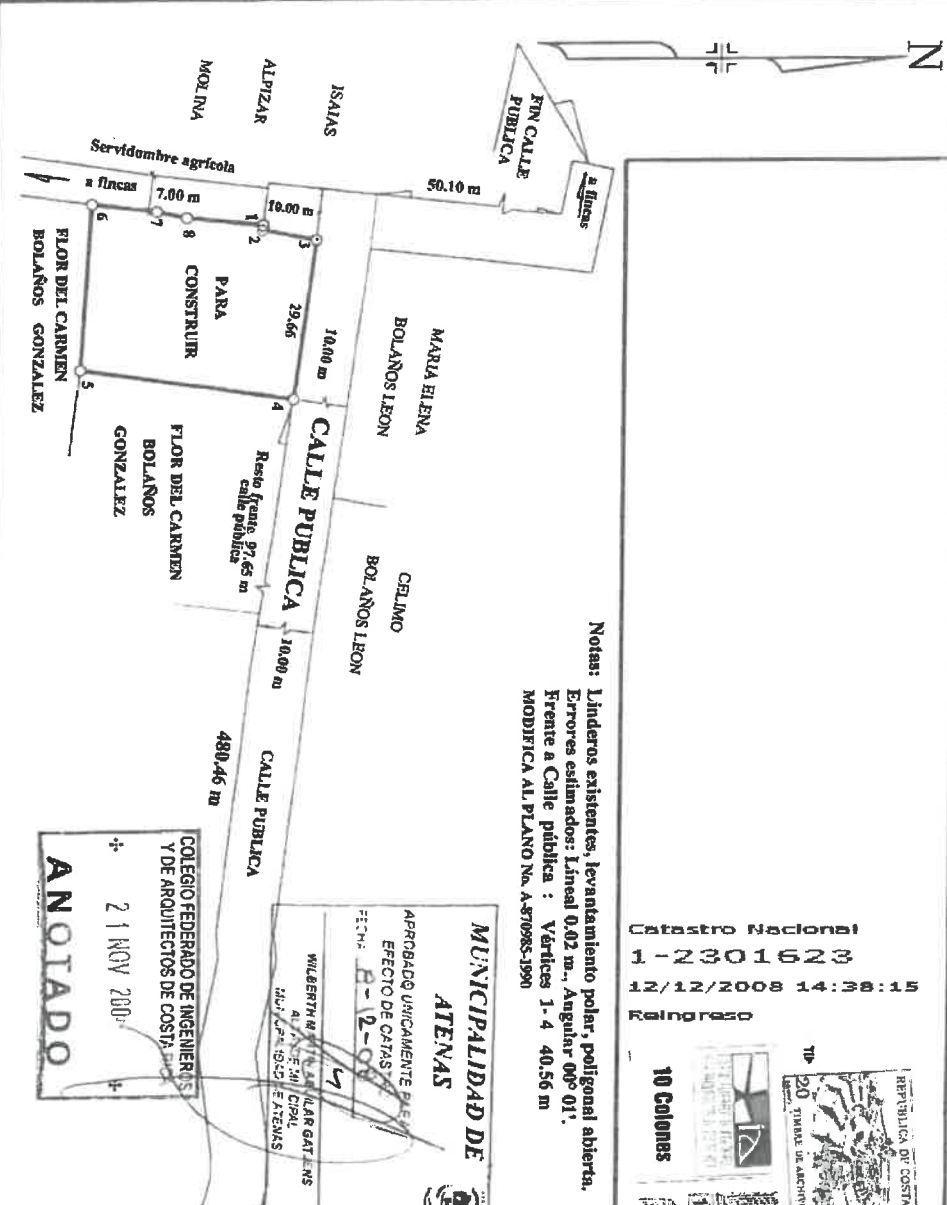 N
FIN CALLE
PUBLICA
a fincas
50.10 m
ISAIAS
ALPIZAR
MOLINA
Servidumbre agrícola
a fincas
7.00 m
10.00 m
1
2
3
4
5
6
7
8
29.66
10.00 m
PARA
CONSTRUIR
FLOR DEL CARMEN
BOLAÑOS GONZALEZ
FLOR DEL CARMEN
BOLAÑOS
GONZALEZ
MARIA ELENA
BOLAÑOS LEON
CALLE PUBLICA
Resto frente 97.65 m
calle pública
CELIMO
BOLAÑOS LEON
10.00 m
CALLE PUBLICA
480.46 m
Notas: Linderos existentes, levantamiento polar, poligonal abierta.
Errores estimados: Líneal 0.02 m., Angular 00º 01'.
Frente a Calle pública : Vértices 1- 4 40.56 m
MODIFICA AL PLANO No. A-870985-1990
Catastro Nacional
1-2301623
12/12/2008 14:38:15
Reingreso
10 Colones
REPUBLICA DE COSTA
20 TIMBRE DE ARCHIVO
MUNICIPALIDAD DE
ATENAS
APROBADO UNICAMENTE PARA
EFECTO DE CATAS
FECHA
WILBERTH
COLEGIO FEDERADO DE INGENIEROS
Y DE ARQUITECTOS DE COSTA RICA
21 NOV 200
ANOTADO